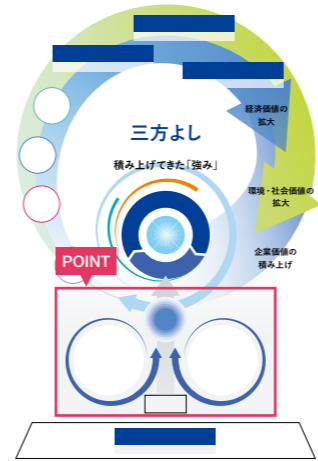 経済価値の
拡大
三方よし
積み上げてきた「強み」
環境・社会価値の
拡大
企業価値の
積み上げ
POINT